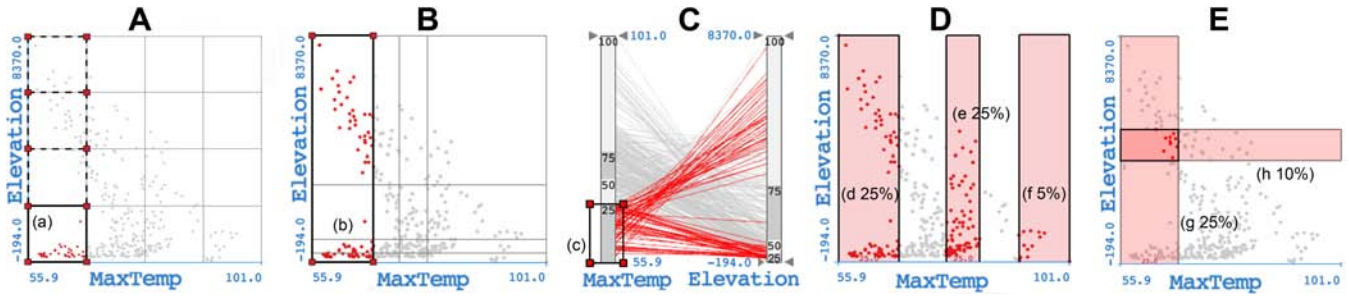 A
Elevation
8370.0
-194.0
(a)
55.9
101.0
MaxTemp
B
Elevation
8370.0
-194.0
(b)
55.9
101.0
MaxTemp
C
101.0
8370.0
100
100
75
50
25
75
50
25
(c)
55.9
-194.0
MaxTemp
Elevation
D
Elevation
8370.0
-194.0
(e 25%)
(d 25%)
(f 5%)
55.9
101.0
MaxTemp
E
Elevation
8370.0
-194.0
(h 10%)
(g 25%)
55.9
101.0
MaxTemp